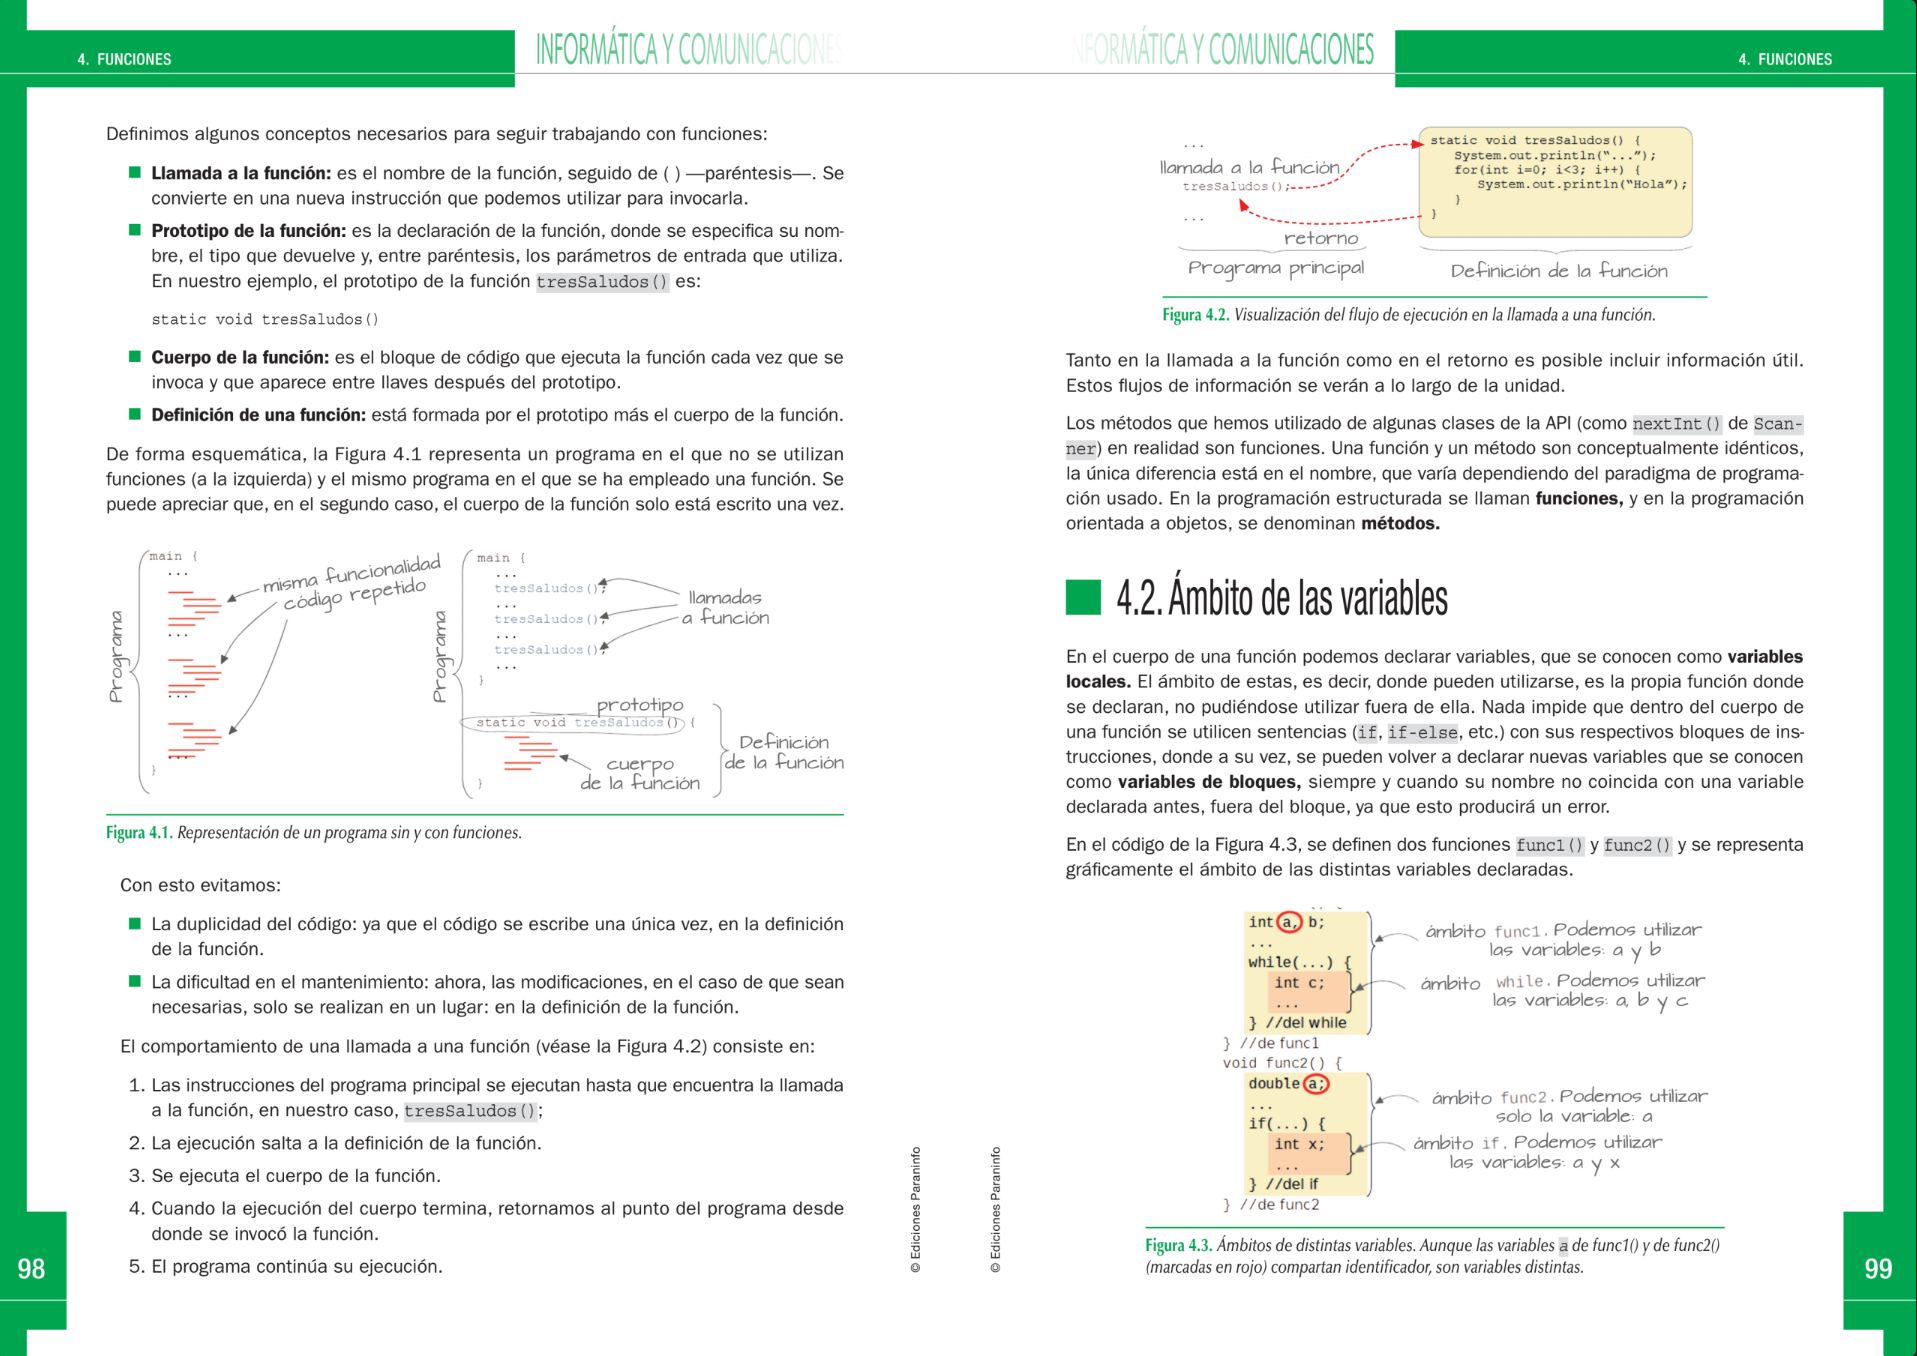 4. FUNCIONES
INFORMÁTICA Y COMUNICACIONES
Definimos algunos conceptos necesarios para seguir trabajando con funciones:
■ Llamada a la función: es el nombre de la función, seguido de ( ) —paréntesis—. Se
convierte en una nueva instrucción que podemos utilizar para invocarla.
■ Prototipo de la función: es la declaración de la función, donde se especifica su nom-
bre, el tipo que devuelve y, entre paréntesis, los parámetros de entrada que utiliza.
En nuestro ejemplo, el prototipo de la función tresSaludos() es:
static void tresSaludos()
■ Cuerpo de la función: es el bloque de código que ejecuta la función cada vez que se
invoca y que aparece entre llaves después del prototipo.
■ Definición de una función: está formada por el prototipo más el cuerpo de la función.
De forma esquemática, la Figura 4.1 representa un programa en el que no se utilizan
funciones (a la izquierda) y el mismo programa en el que se ha empleado una función. Se
puede apreciar que, en el segundo caso, el cuerpo de la función solo está escrito una vez.
Programa
main {
...
...
...
...
}
misma funcionalidad
código repetido
Programa
main {
...
tresSaludos();
...
tresSaludos();
...
tresSaludos();
...
}
llamadas
a función
prototipo
static void tresSaludos() {
cuerpo
de la función
}
Definición
de la función
Figura 4.1. Representación de un programa sin y con funciones.
Con esto evitamos:
■ La duplicidad del código: ya que el código se escribe una única vez, en la definición
de la función.
■ La dificultad en el mantenimiento: ahora, las modificaciones, en el caso de que sean
necesarias, solo se realizan en un lugar: en la definición de la función.
El comportamiento de una llamada a una función (véase la Figura 4.2) consiste en:
1. Las instrucciones del programa principal se ejecutan hasta que encuentra la llamada
a la función, en nuestro caso, tresSaludos();
2. La ejecución salta a la definición de la función.
3. Se ejecuta el cuerpo de la función.
4. Cuando la ejecución del cuerpo termina, retornamos al punto del programa desde
donde se invocó la función.
5. El programa continúa su ejecución.
98
© Ediciones Paraninfo
INFORMÁTICA Y COMUNICACIONES
4. FUNCIONES
...
llamada a la función
tresSaludos();
...
retorno
Programa principal
static void tresSaludos() {
System.out.println("...");
for(int i=0; i<3; i++) {
System.out.println("Hola");
}
}
Definición de la función
Figura 4.2. Visualización del flujo de ejecución en la llamada a una función.
Tanto en la llamada a la función como en el retorno es posible incluir información útil.
Estos flujos de información se verán a lo largo de la unidad.
Los métodos que hemos utilizado de algunas clases de la API (como nextInt() de Scan-
ner) en realidad son funciones. Una función y un método son conceptualmente idénticos,
la única diferencia está en el nombre, que varía dependiendo del paradigma de programa-
ción usado. En la programación estructurada se llaman funciones, y en la programación
orientada a objetos, se denominan métodos.
■ 4.2. Ámbito de las variables
En el cuerpo de una función podemos declarar variables, que se conocen como variables
locales. El ámbito de estas, es decir, donde pueden utilizarse, es la propia función donde
se declaran, no pudiéndose utilizar fuera de ella. Nada impide que dentro del cuerpo de
una función se utilicen sentencias (if, if-else, etc.) con sus respectivos bloques de ins-
trucciones, donde a su vez, se pueden volver a declarar nuevas variables que se conocen
como variables de bloques, siempre y cuando su nombre no coincida con una variable
declarada antes, fuera del bloque, ya que esto producirá un error.
En el código de la Figura 4.3, se definen dos funciones func1() y func2() y se representa
gráficamente el ámbito de las distintas variables declaradas.
int a, b;
...
while(...) {
int c;
...
} //del while
} //de func1
void func2() {
double a;
...
if(...) {
int x;
...
} //del if
} //de func2
ámbito func1. Podemos utilizar
las variables: a y b
ámbito while. Podemos utilizar
las variables: a, b y c
ámbito func2. Podemos utilizar
solo la variable: a
ámbito if. Podemos utilizar
las variables: a y x
Figura 4.3. Ámbitos de distintas variables. Aunque las variables a de func1() y de func2()
(marcadas en rojo) compartan identificador, son variables distintas.
© Ediciones Paraninfo
99